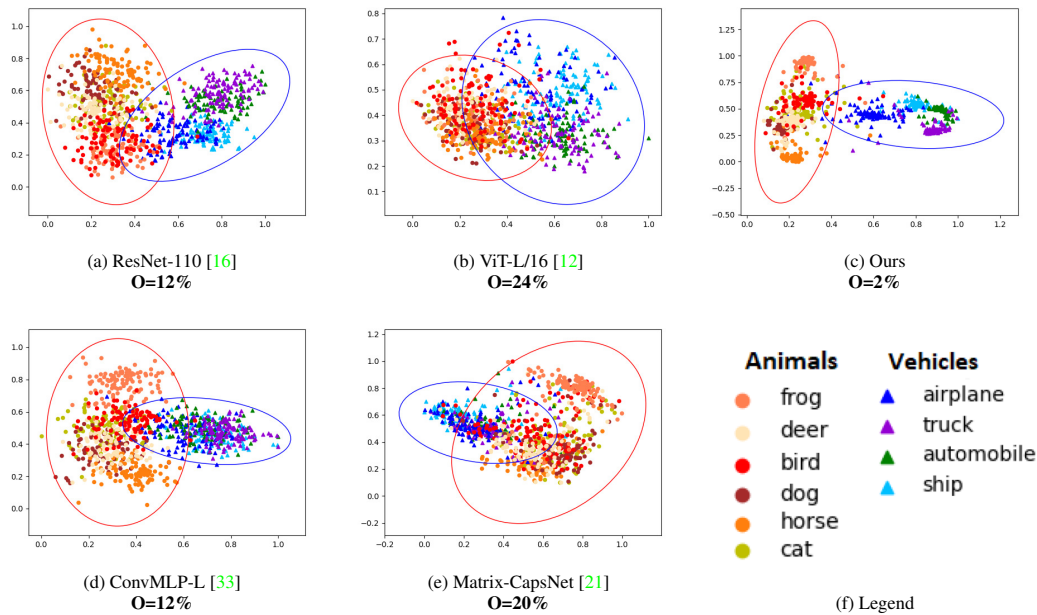 1.0
0.8
0.6
0.4
0.2
0.0
0.0 0.2 0.4 0.6 0.8 1.0
(a) ResNet-110 [16]
O=12%
0.8
0.7
0.6
0.5
0.4
0.3
0.2
0.1
0.0 0.2 0.4 0.6 0.8 1.0
(b) ViT-L/16 [12]
O=24%
1.25
1.00
0.75
0.50
0.25
0.00
−0.25
−0.50
0.0 0.2 0.4 0.6 0.8 1.0 1.2
(c) Ours
O=2%
1.0
0.8
0.6
0.4
0.2
0.0
0.0 0.2 0.4 0.6 0.8 1.0
(d) ConvMLP-L [33]
O=12%
1.2
1.0
0.8
0.6
0.4
0.2
0.0
−0.2
−0.2 0.0 0.2 0.4 0.6 0.8 1.0
(e) Matrix-CapsNet [21]
O=20%
Animals
frog
deer
bird
dog
horse
cat
Vehicles
airplane
truck
automobile
ship
(f) Legend